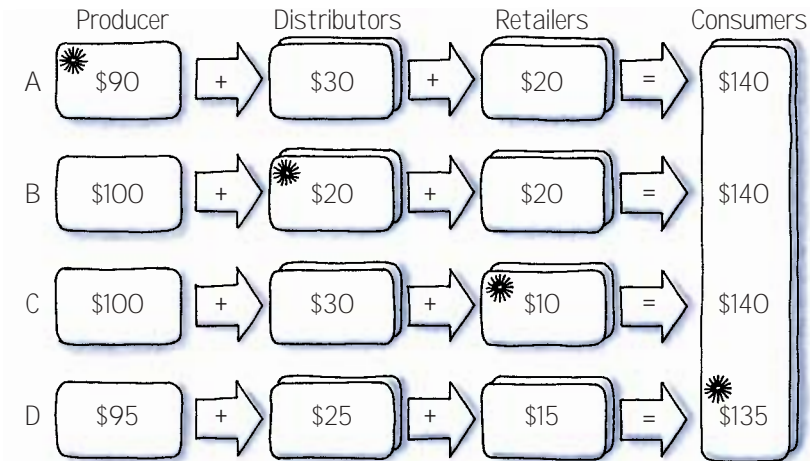 Producer Distributors Retailers Consumers
A $90 + $30 + $20 = $140
B $100 + $20 + $20 = $140
C $100 + $30 + $10 = $140
D $95 + $25 + $15 = $135